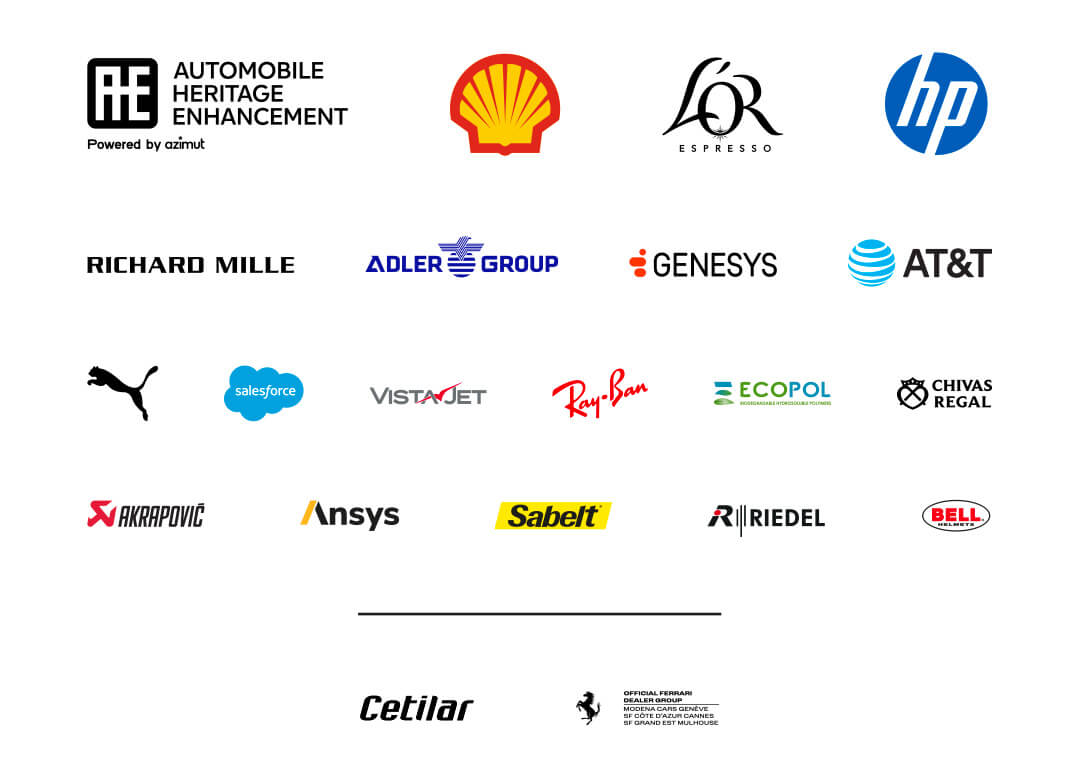 AUTOMOBILE
HERITAGE
ENHANCEMENT
Powered by azimut
L'OR
ESPRESSO
hp
RICHARD MILLE
ADLER GROUP
GENESYS
AT&T
salesforce
VISTAJET
Ray-Ban
ECOPOL
BIODEGRADABLE HYDROSOLUBLE POLYMERS
CHIVAS
REGAL
AKRAPOVIČ
Ansys
Sabelt
RIEDEL
BELL
HELMETS
Cetilar
OFFICIAL FERRARI
DEALER GROUP
MODENA CARS GENÈVE
SF CÔTE D'AZUR CANNES
SF GRAND EST MULHOUSE